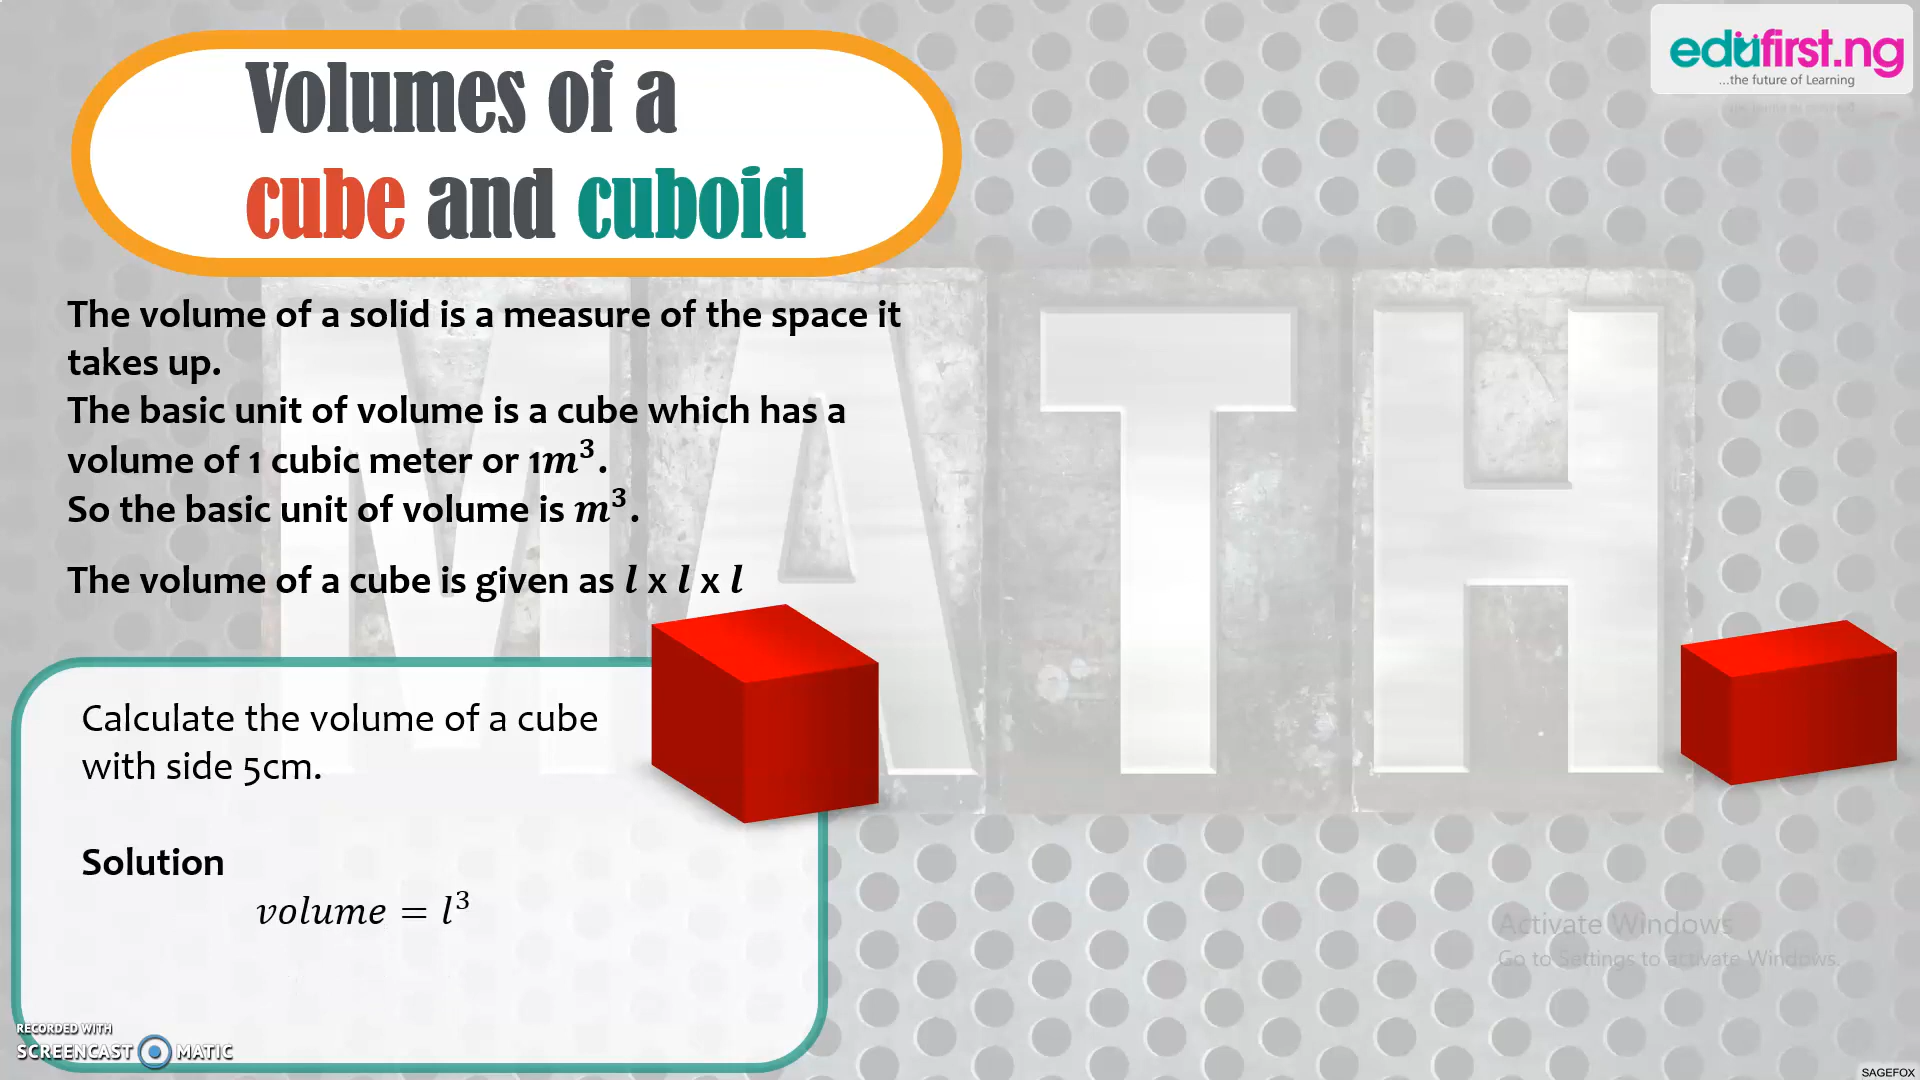 edufirst.ng
...the future of Learning
Volumes of a
cube and cuboid
The volume of a solid is a measure of the space it
takes up.
The basic unit of volume is a cube which has a
volume of 1 cubic meter or 1m³.
So the basic unit of volume is m³.
The volume of a cube is given as l x l x l
MATH
Calculate the volume of a cube
with side 5cm.
Solution
volume = l³
Activate Windows
Go to Settings to activate Windows.
RECORDED WITH
SCREENCAST MATIC
SAGEFOX